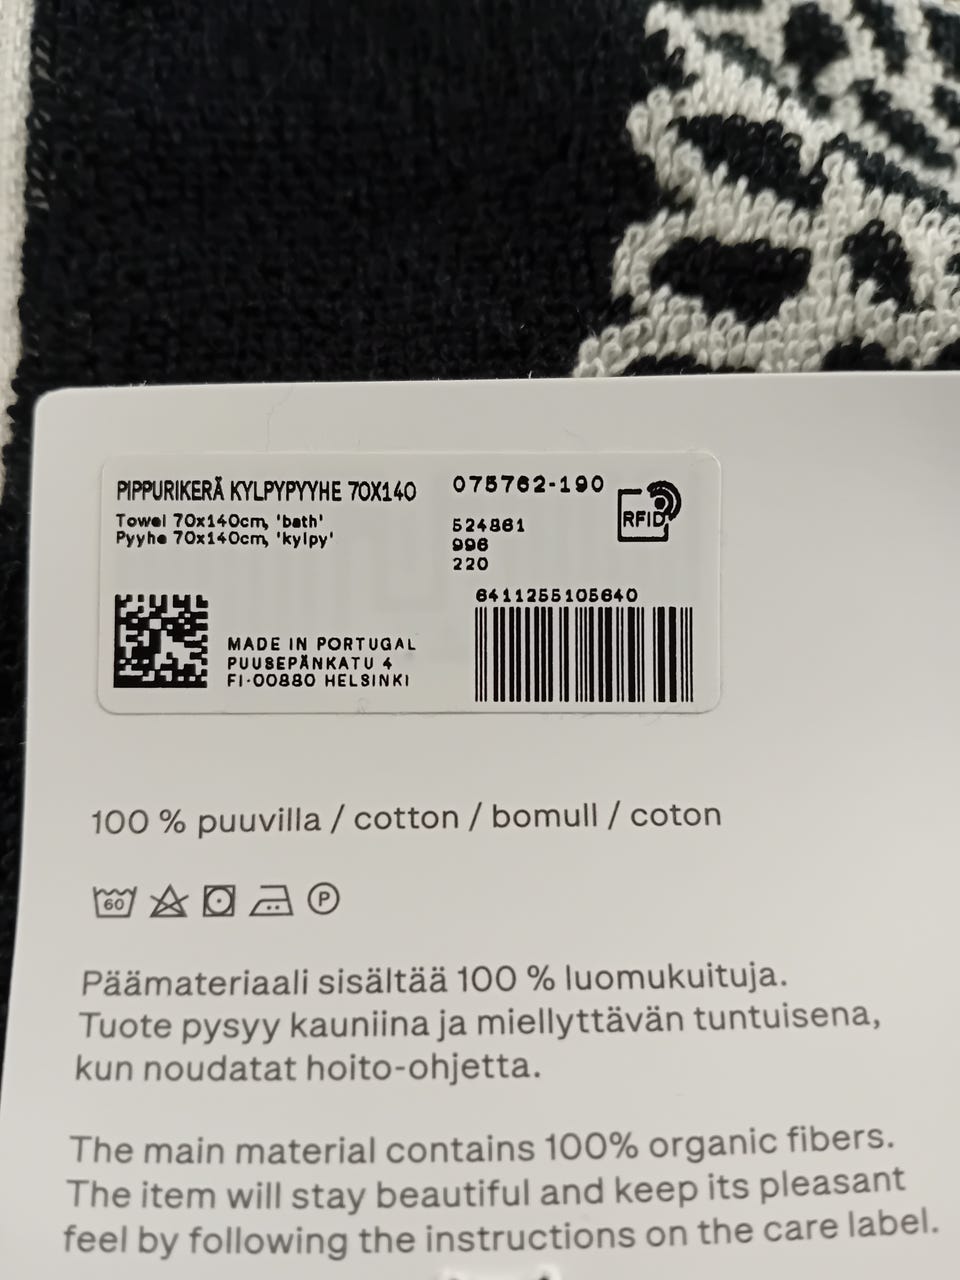 PIPPURIKERÄ KYLPYPYYHE 70X140
Towel 70x140cm, 'bath'
Pyyhe 70x140cm, 'kylpy'
075762-190
524861
996
220
RFID
6411255105640
MADE IN PORTUGAL
PUUSEPÄNKATU 4
FI-00880 HELSINKI
100 % puuvilla / cotton / bomull / coton
60 P
Päämateriaali sisältää 100 % luomukuituja.
Tuote pysyy kauniina ja miellyttävän tuntuisena,
kun noudatat hoito-ohjetta.
The main material contains 100% organic fibers.
The item will stay beautiful and keep its pleasant
feel by following the instructions on the care label.